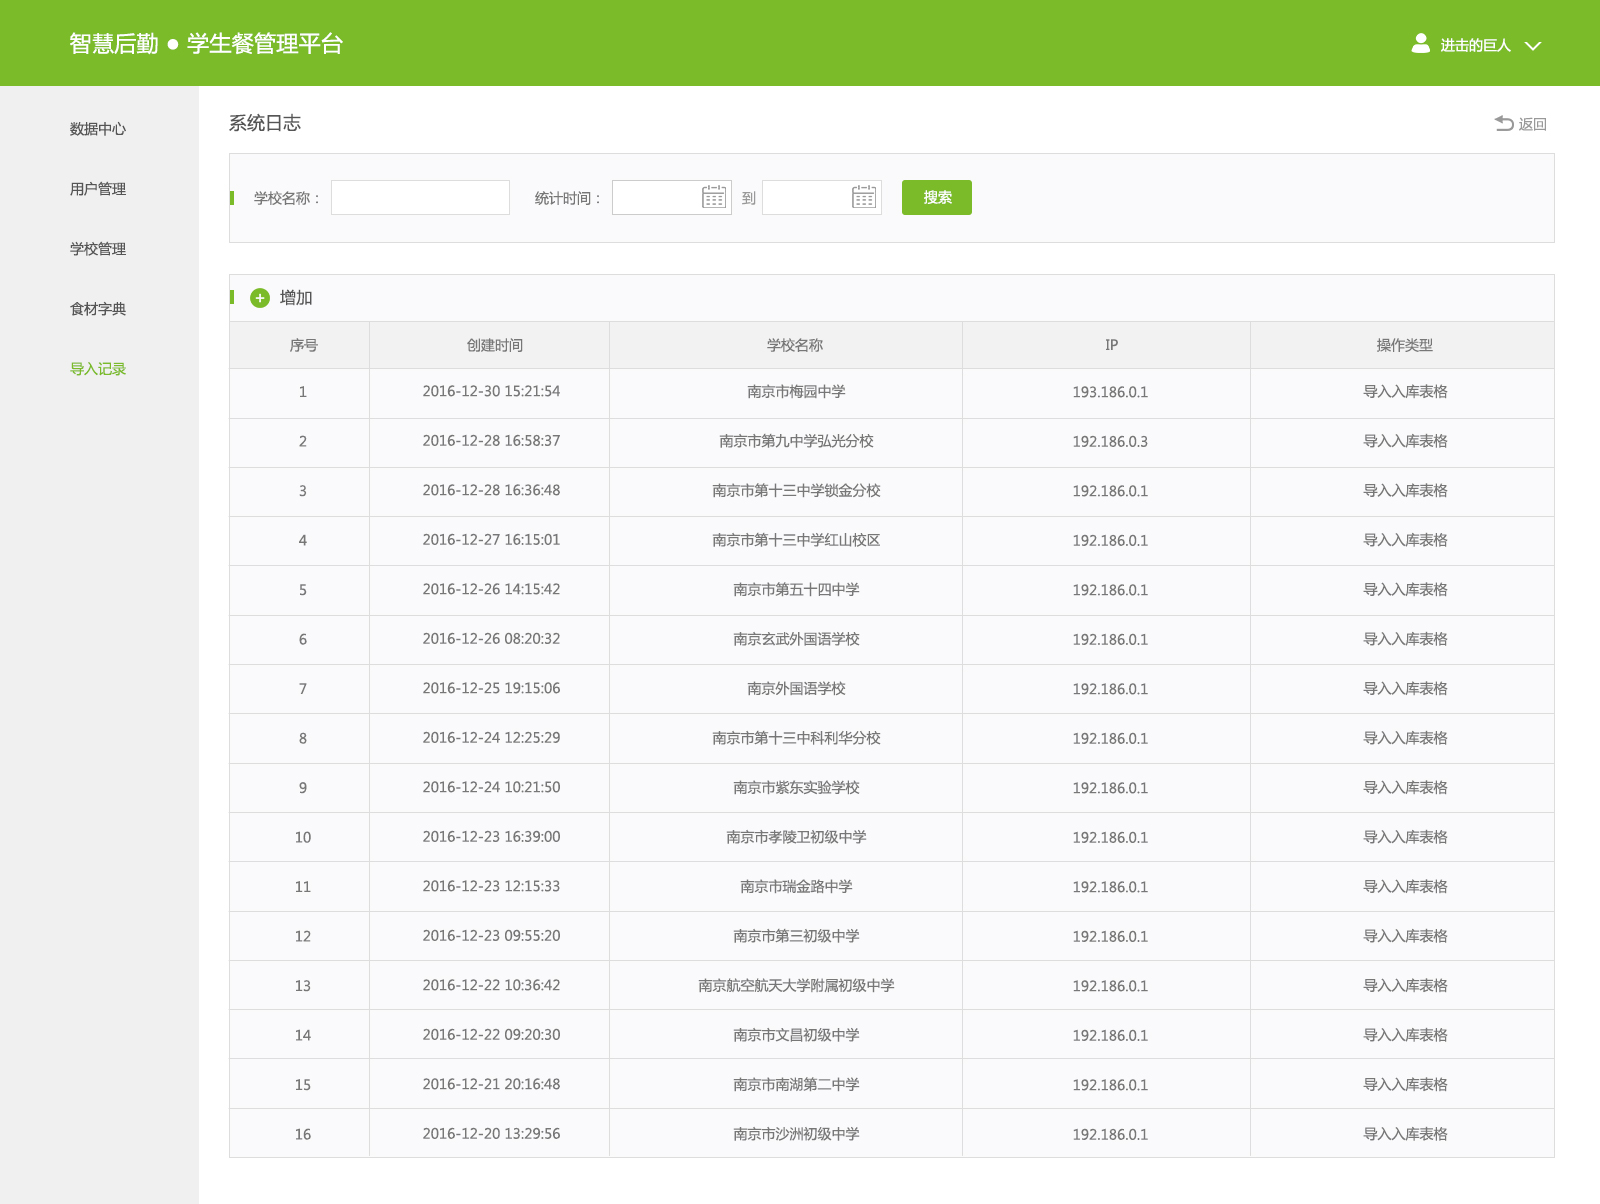 智慧后勤 ● 学生餐管理平台
进击的巨人
数据中心
用户管理
学校管理
食材字典
导入记录
系统日志
返回
学校名称： 统计时间： 到 搜索
增加
序号 创建时间 学校名称 IP 操作类型
1 2016-12-30 15:21:54 南京市梅园中学 193.186.0.1 导入入库表格
2 2016-12-28 16:58:37 南京市第九中学弘光分校 192.186.0.3 导入入库表格
3 2016-12-28 16:36:48 南京市第十三中学锁金分校 192.186.0.1 导入入库表格
4 2016-12-27 16:15:01 南京市第十三中学红山校区 192.186.0.1 导入入库表格
5 2016-12-26 14:15:42 南京市第五十四中学 192.186.0.1 导入入库表格
6 2016-12-26 08:20:32 南京玄武外国语学校 192.186.0.1 导入入库表格
7 2016-12-25 19:15:06 南京外国语学校 192.186.0.1 导入入库表格
8 2016-12-24 12:25:29 南京市第十三中科利华分校 192.186.0.1 导入入库表格
9 2016-12-24 10:21:50 南京市紫东实验学校 192.186.0.1 导入入库表格
10 2016-12-23 16:39:00 南京市孝陵卫初级中学 192.186.0.1 导入入库表格
11 2016-12-23 12:15:33 南京市瑞金路中学 192.186.0.1 导入入库表格
12 2016-12-23 09:55:20 南京市第三初级中学 192.186.0.1 导入入库表格
13 2016-12-22 10:36:42 南京航空航天大学附属初级中学 192.186.0.1 导入入库表格
14 2016-12-22 09:20:30 南京市文昌初级中学 192.186.0.1 导入入库表格
15 2016-12-21 20:16:48 南京市南湖第二中学 192.186.0.1 导入入库表格
16 2016-12-20 13:29:56 南京市沙洲初级中学 192.186.0.1 导入入库表格